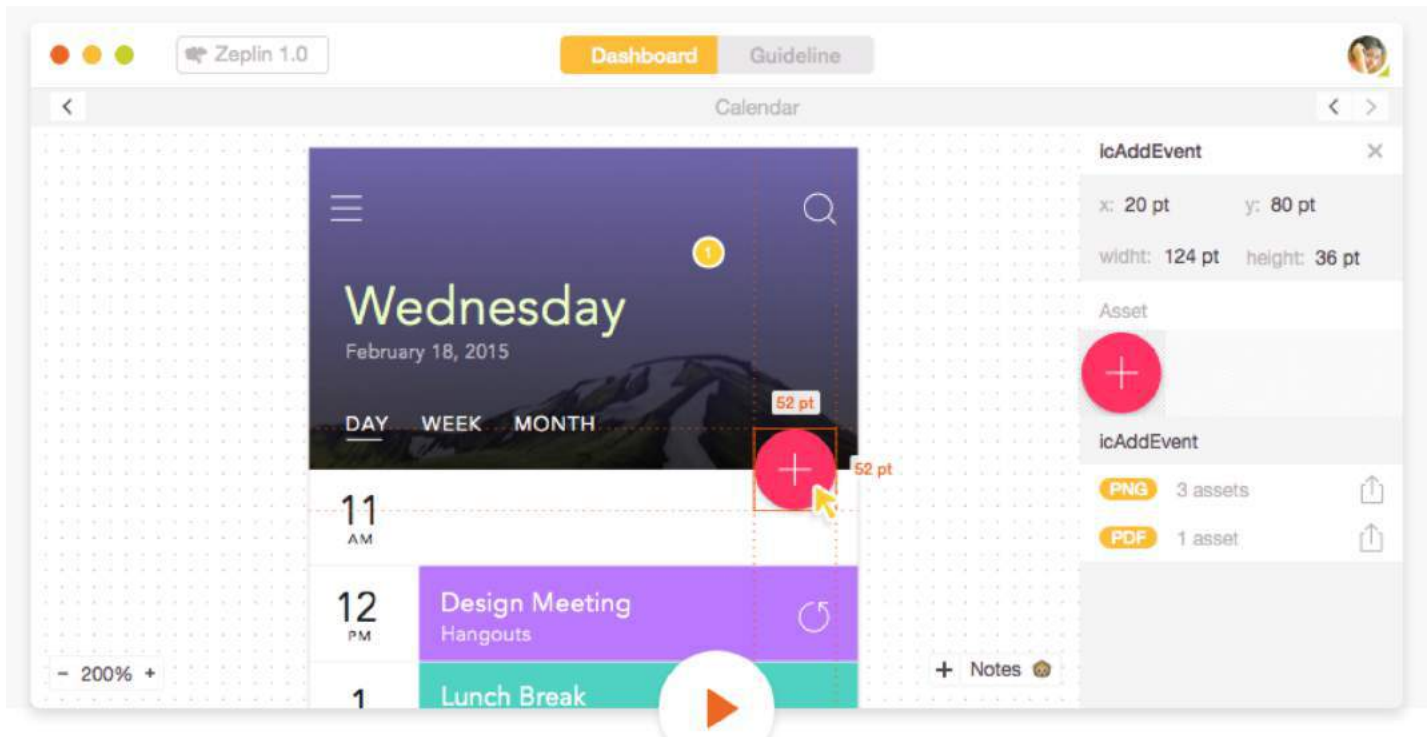 Zeplin 1.0
Dashboard Guideline
Calendar
icAddEvent
x: 20 pt y: 80 pt
widht: 124 pt height: 36 pt
Asset
icAddEvent
PNG 3 assets
PDF 1 asset
1
Wednesday
February 18, 2015
DAY WEEK MONTH
52 pt
52 pt
11
AM
12
PM
Design Meeting
Hangouts
1
Lunch Break
- 200% +
+ Notes